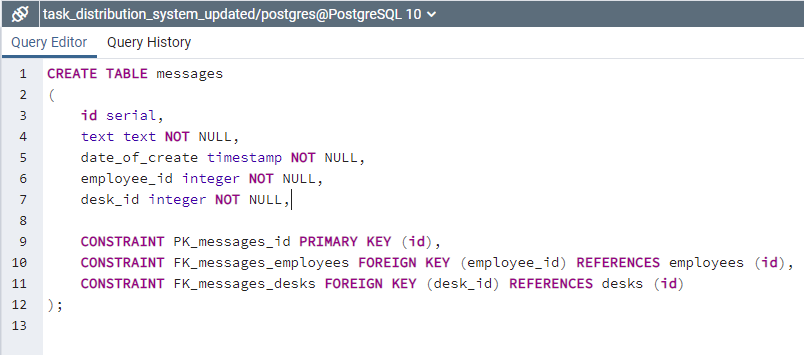 task_distribution_system_updated/postgres@PostgreSQL 10
Query Editor Query History
1 CREATE TABLE messages
2 (
3 id serial,
4 text text NOT NULL,
5 date_of_create timestamp NOT NULL,
6 employee_id integer NOT NULL,
7 desk_id integer NOT NULL,
8
9 CONSTRAINT PK_messages_id PRIMARY KEY (id),
10 CONSTRAINT FK_messages_employees FOREIGN KEY (employee_id) REFERENCES employees (id),
11 CONSTRAINT FK_messages_desks FOREIGN KEY (desk_id) REFERENCES desks (id)
12 );
13